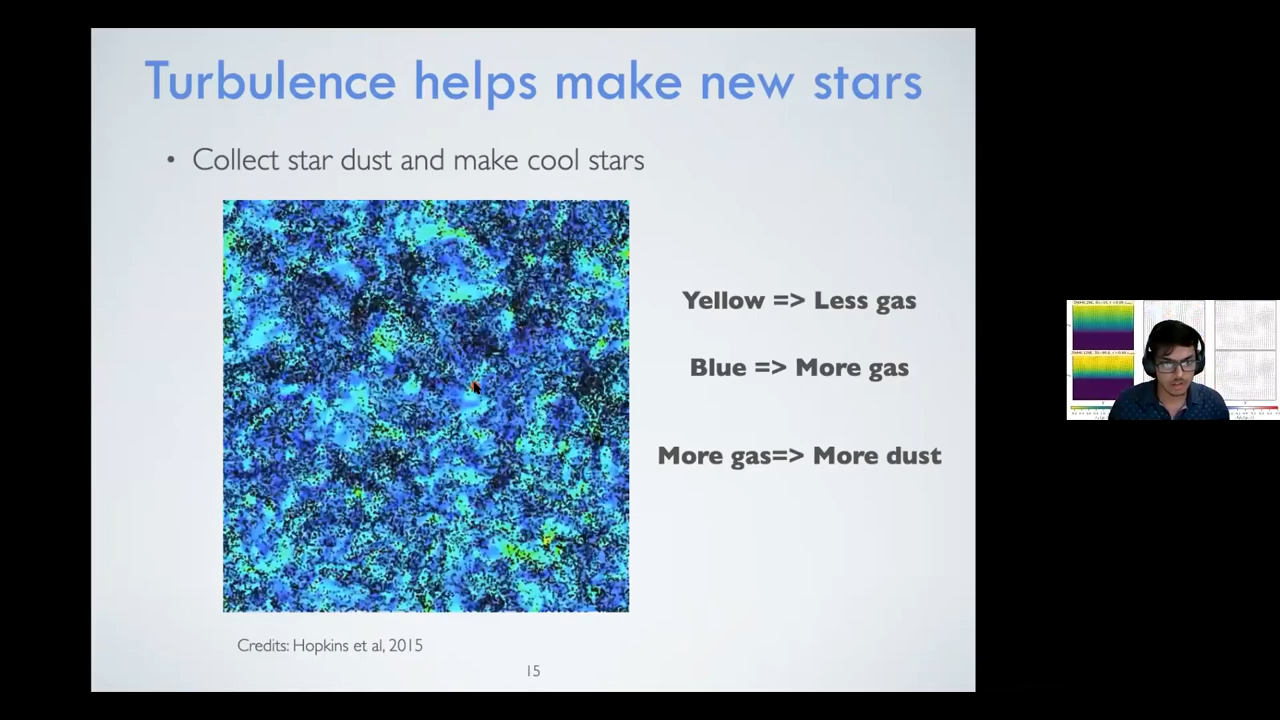 Turbulence helps make new stars
• Collect star dust and make cool stars
Yellow => Less gas
Blue => More gas
More gas=> More dust
Credits: Hopkins et al, 2015
15